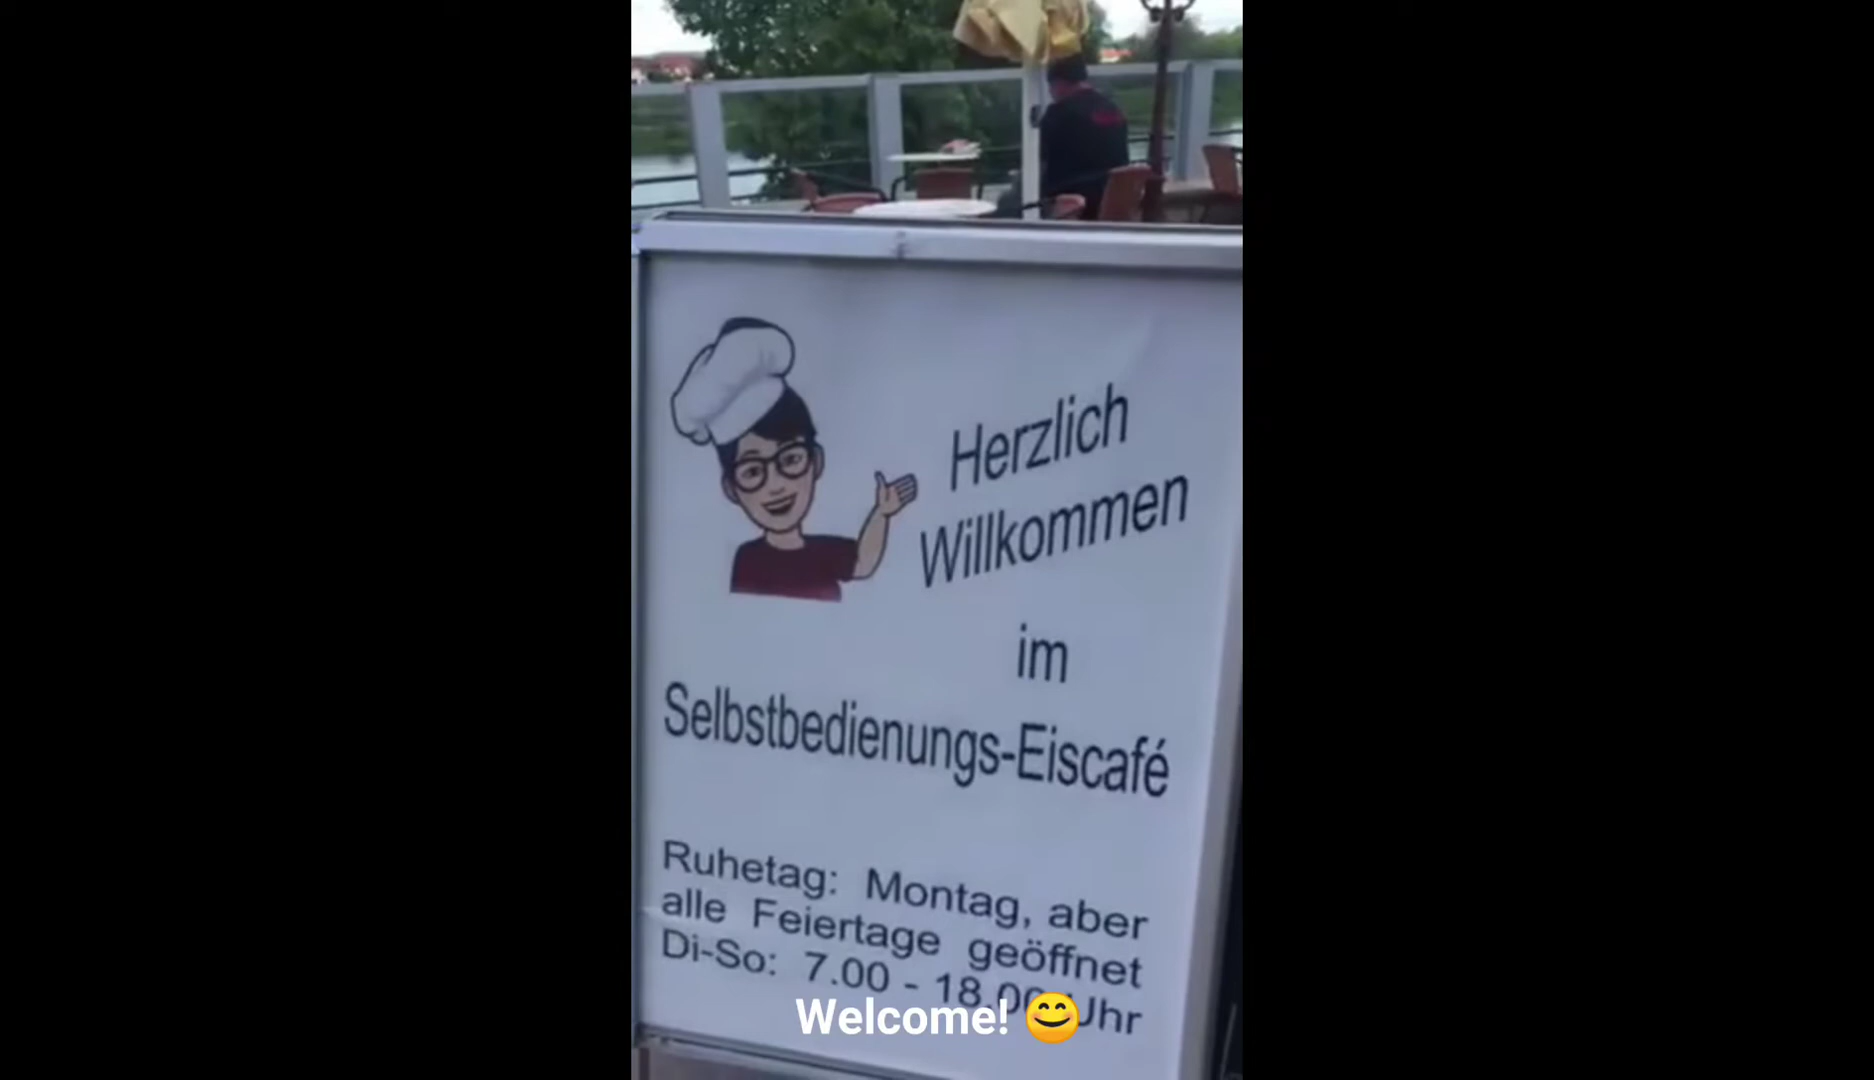 Herzlich
Willkommen
im
Selbstbedienungs-Eiscafé
Ruhetag: Montag, aber
alle Feiertage geöffnet
Di-So: 7.00 - 18.00 Uhr
Welcome! 😊